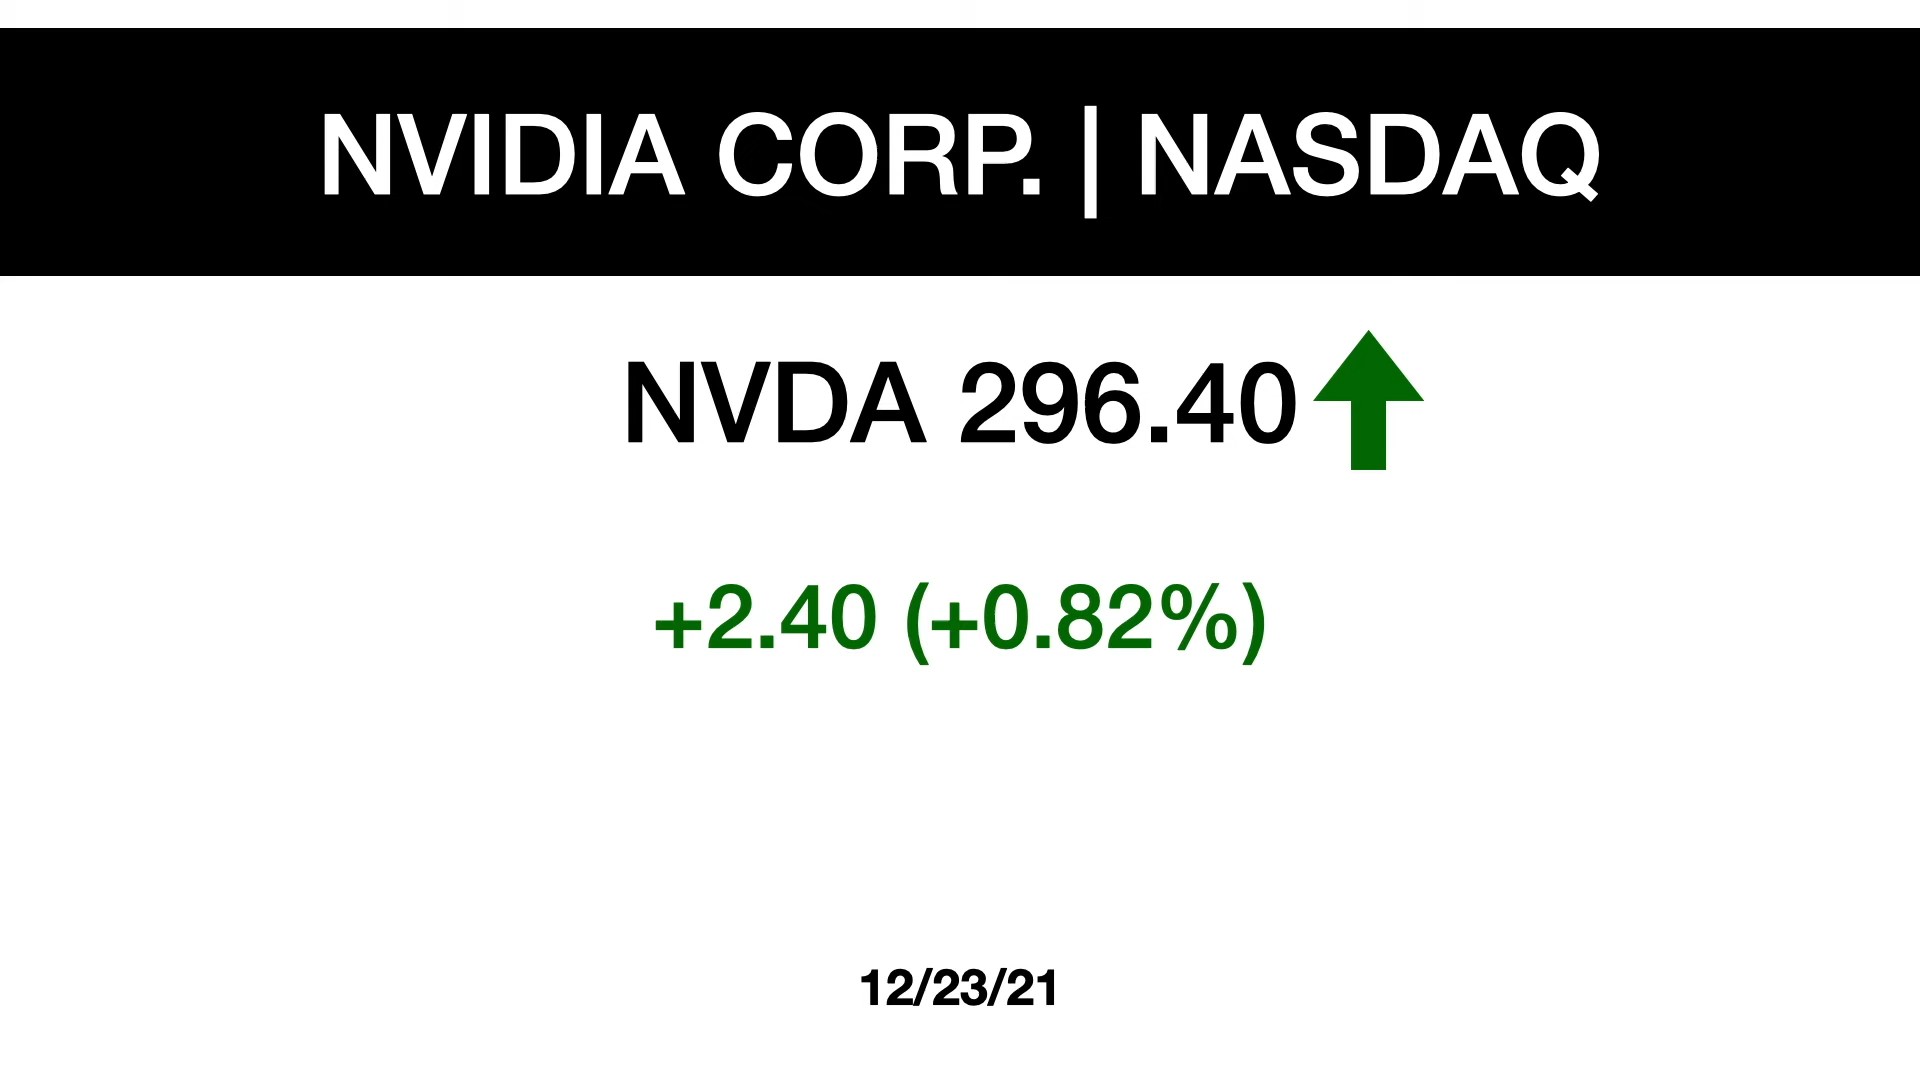 NVIDIA CORP. | NASDAQ
NVDA 296.40
+2.40 (+0.82%)
12/23/21